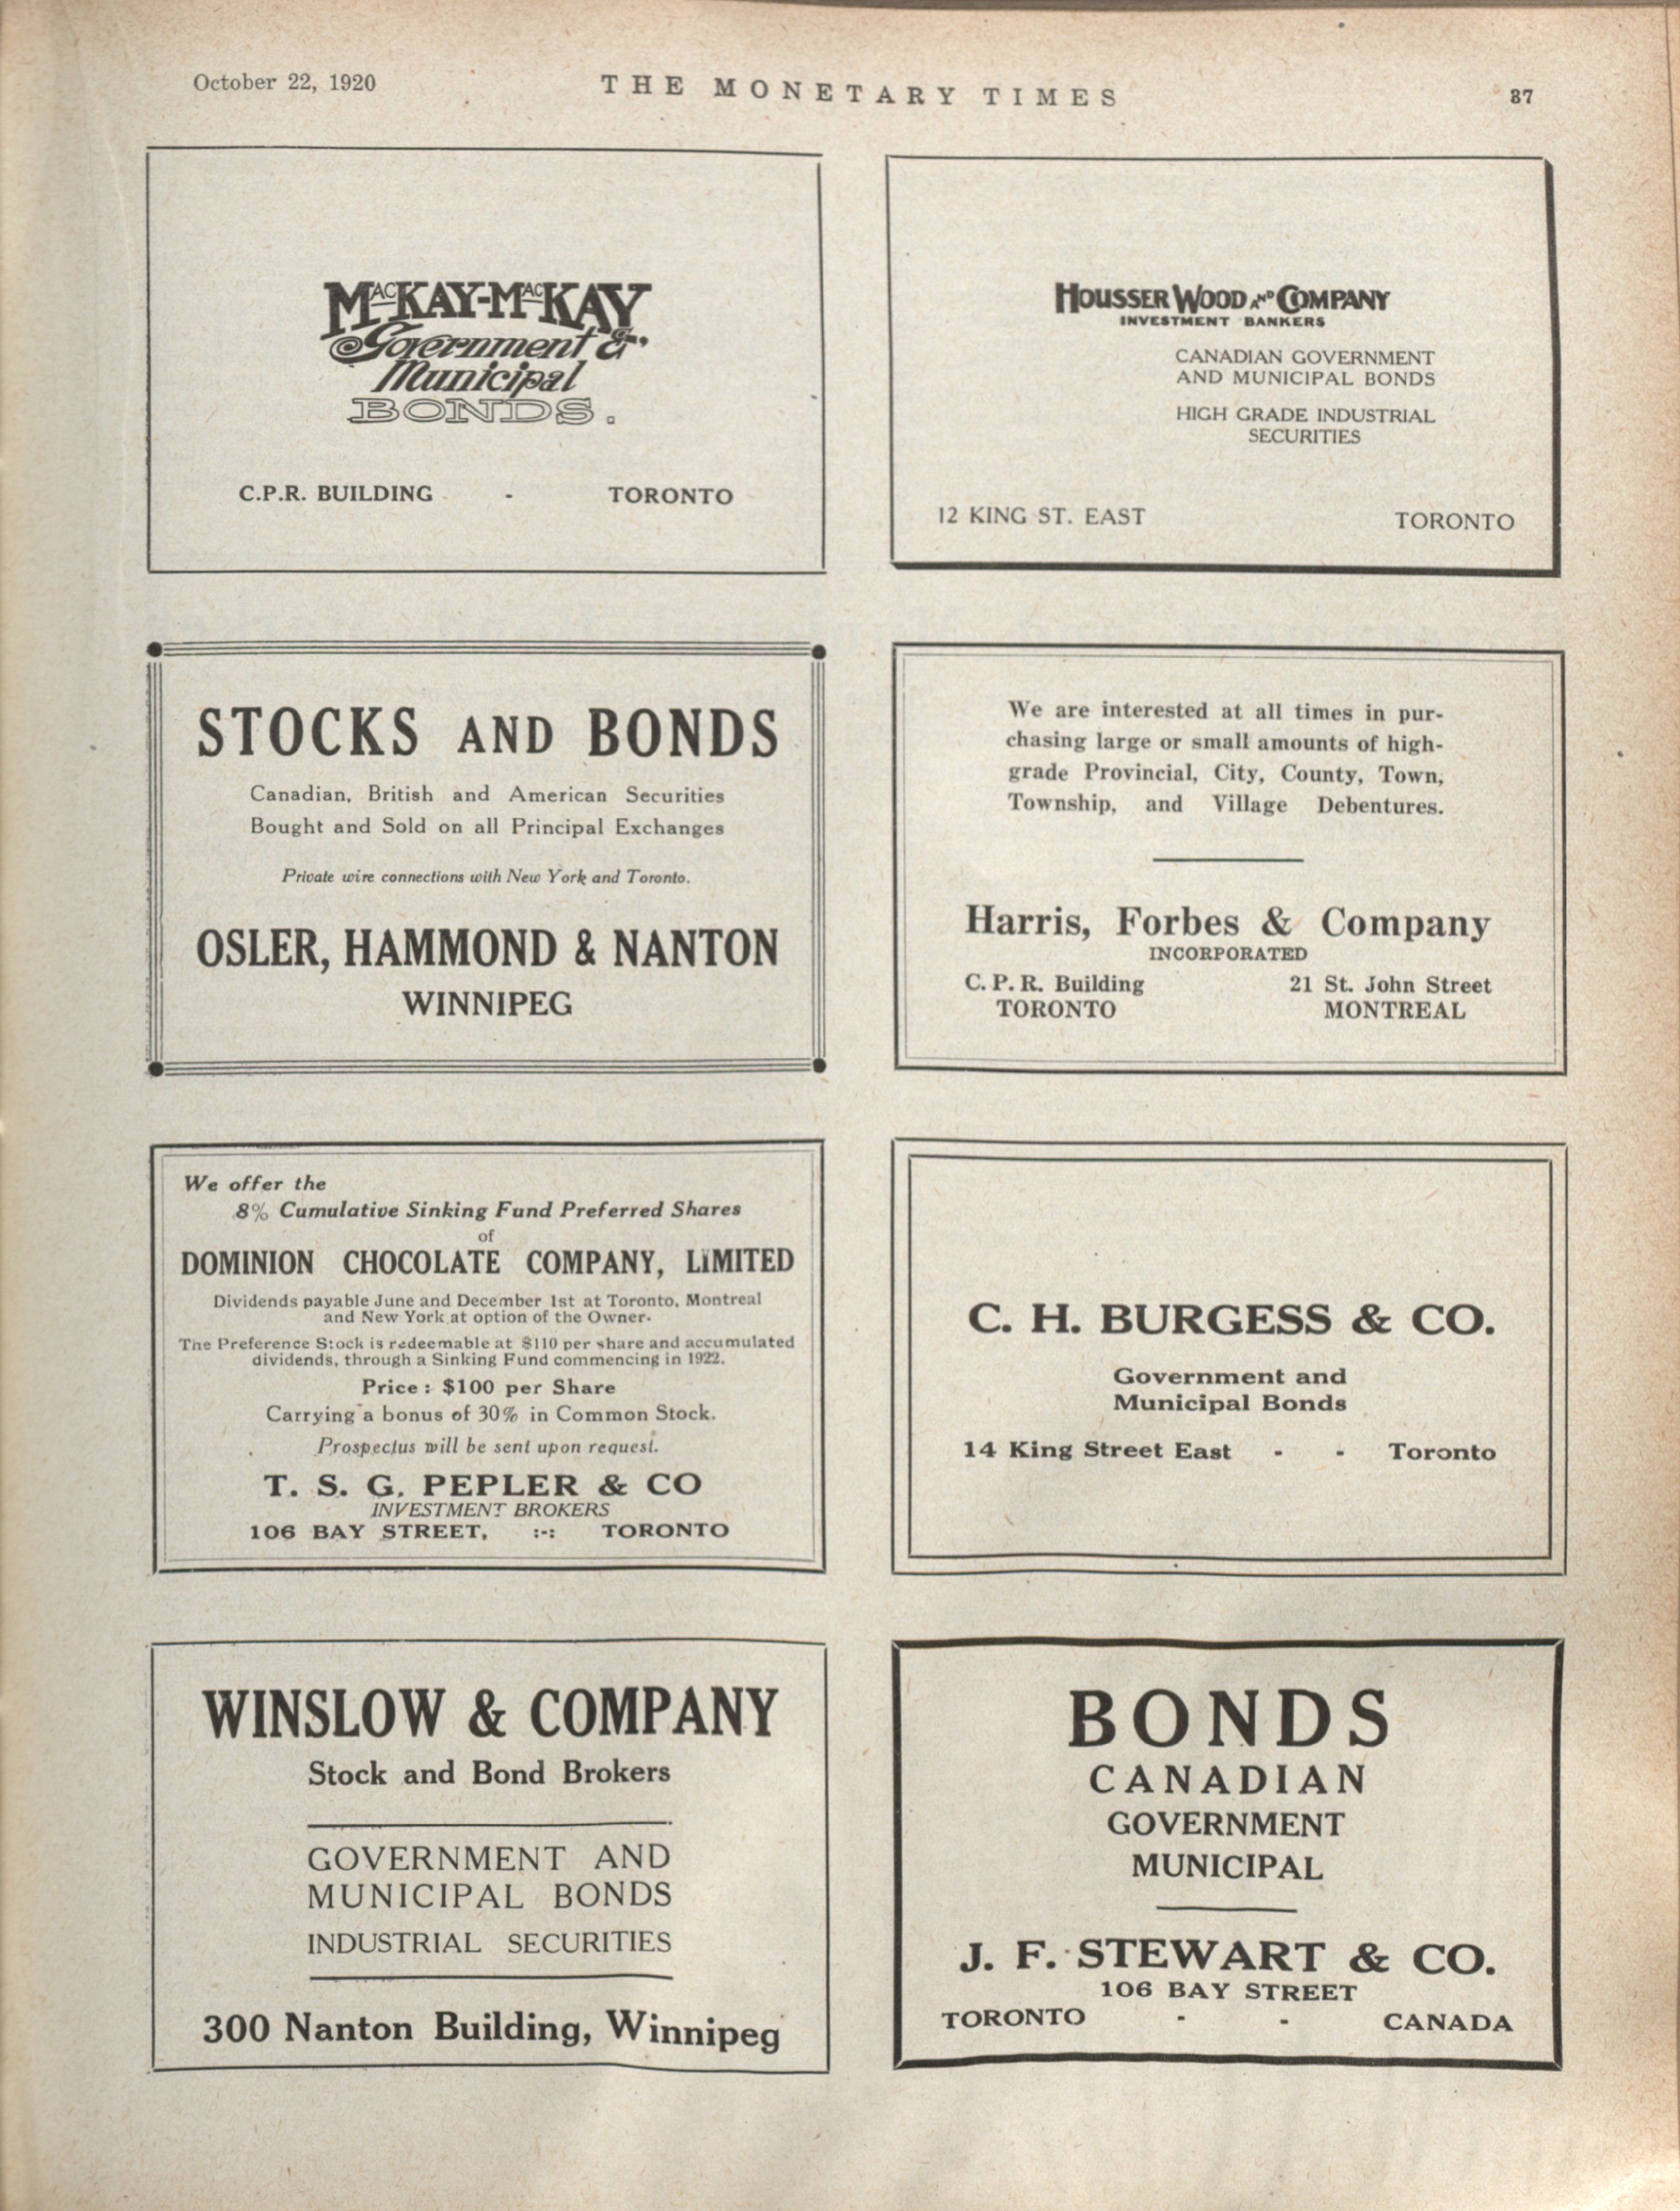 October 22, 1920
THE MONETARY TIMES
37
MACKAY-MACKAY
Government &
Municipal
BONDS.
C.P.R. BUILDING - TORONTO
HOUSSER WOOD AND COMPANY
INVESTMENT BANKERS
CANADIAN GOVERNMENT
AND MUNICIPAL BONDS
HIGH GRADE INDUSTRIAL
SECURITIES
12 KING ST. EAST TORONTO
STOCKS AND BONDS
Canadian, British and American Securities
Bought and Sold on all Principal Exchanges
Private wire connections with New York and Toronto.
OSLER, HAMMOND & NANTON
WINNIPEG
We are interested at all times in pur-
chasing large or small amounts of high-
grade Provincial, City, County, Town,
Township, and Village Debentures.
Harris, Forbes & Company
INCORPORATED
C. P. R. Building 21 St. John Street
TORONTO MONTREAL
We offer the
8% Cumulative Sinking Fund Preferred Shares
of
DOMINION CHOCOLATE COMPANY, LIMITED
Dividends payable June and December 1st at Toronto, Montreal
and New York at option of the Owner.
The Preference Stock is redeemable at $110 per share and accumulated
dividends, through a Sinking Fund commencing in 1922.
Price : $100 per Share
Carrying a bonus of 30% in Common Stock.
Prospectus will be sent upon request.
T. S. G. PEPLER & CO
INVESTMENT BROKERS
106 BAY STREET, :-: TORONTO
C. H. BURGESS & CO.
Government and
Municipal Bonds
14 King Street East - - Toronto
WINSLOW & COMPANY
Stock and Bond Brokers
GOVERNMENT AND
MUNICIPAL BONDS
INDUSTRIAL SECURITIES
300 Nanton Building, Winnipeg
BONDS
CANADIAN
GOVERNMENT
MUNICIPAL
J. F. STEWART & CO.
106 BAY STREET
TORONTO - - CANADA